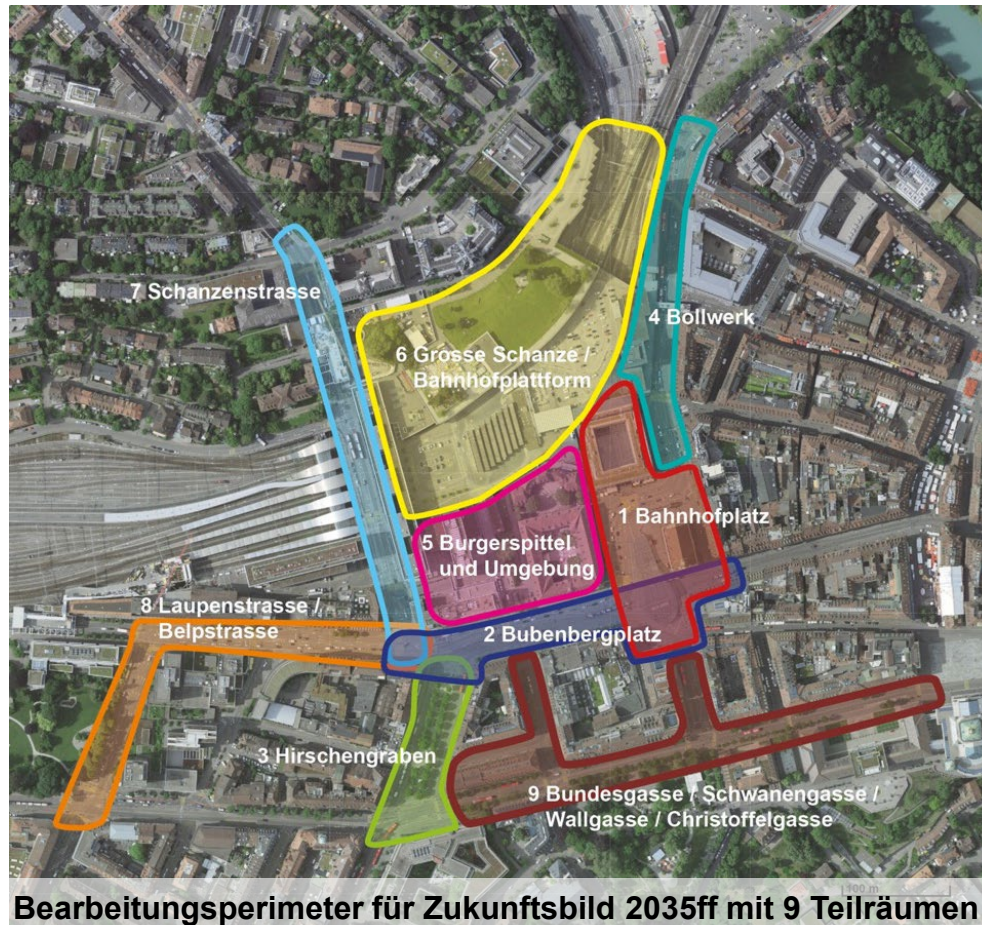 7 Schanzenstrasse
4 Bollwerk
6 Grosse Schanze /
Bahnhofplattform
1 Bahnhofplatz
5 Burgerspittel
und Umgebung
8 Laupenstrasse /
Belpstrasse
2 Bubenbergplatz
3 Hirschengraben
9 Bundesgasse / Schwanengasse /
Wallgasse / Christoffelgasse
100 m
Bearbeitungsperimeter für Zukunftsbild 2035ff mit 9 Teilräumen